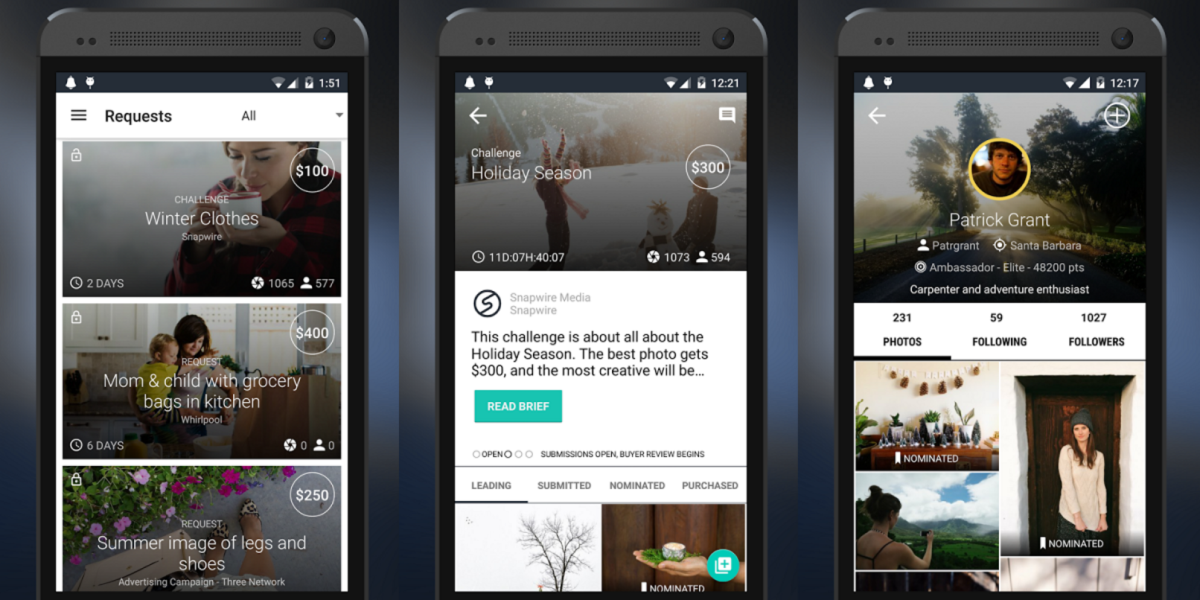 1:51
Requests
All
$100
CHALLENGE
Winter Clothes
Snapwire
2 DAYS
1065
577
$400
REQUEST
Mom & child with grocery
bags in kitchen
Whirlpool
6 DAYS
0
0
$250
REQUEST
Summer image of legs and
shoes
Advertising Campaign - Three Network
12:21
Challenge
Holiday Season
$300
11D:07H:40:07
1073
594
Snapwire Media
Snapwire
This challenge is about all about the
Holiday Season. The best photo gets
$300, and the most creative will be...
READ BRIEF
OPEN
SUBMISSIONS OPEN, BUYER REVIEW BEGINS
LEADING
SUBMITTED
NOMINATED
PURCHASED
NOMINATED
12:17
Patrick Grant
Patrgrant
Santa Barbara
Ambassador - Elite - 48200 pts
Carpenter and adventure enthusiast
231
59
1027
PHOTOS
FOLLOWING
FOLLOWERS
NOMINATED
NOMINATED